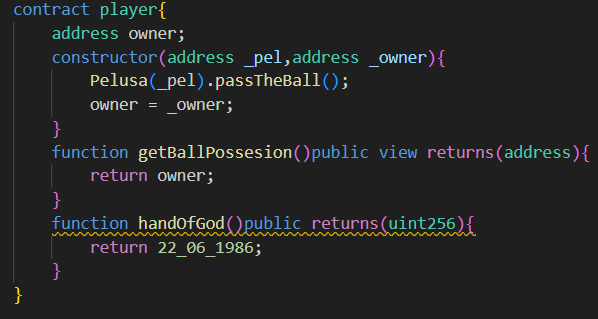 contract player{
address owner;
constructor(address _pel,address _owner){
Pelusa(_pel).passTheBall();
owner = _owner;
}
function getBallPossesion()public view returns(address){
return owner;
}
function handOfGod()public returns(uint256){
return 22_06_1986;
}
}